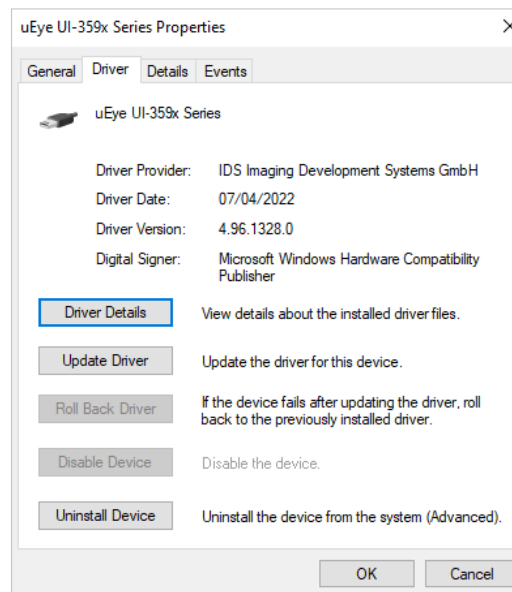 uEye UI-359x Series Properties
General Driver Details Events
uEye UI-359x Series
Driver Provider: IDS Imaging Development Systems GmbH
Driver Date: 07/04/2022
Driver Version: 4.96.1328.0
Digital Signer: Microsoft Windows Hardware Compatibility
Publisher
Driver Details View details about the installed driver files.
Update Driver Update the driver for this device.
Roll Back Driver If the device fails after updating the driver, roll
back to the previously installed driver.
Disable Device Disable the device.
Uninstall Device Uninstall the device from the system (Advanced).
OK Cancel